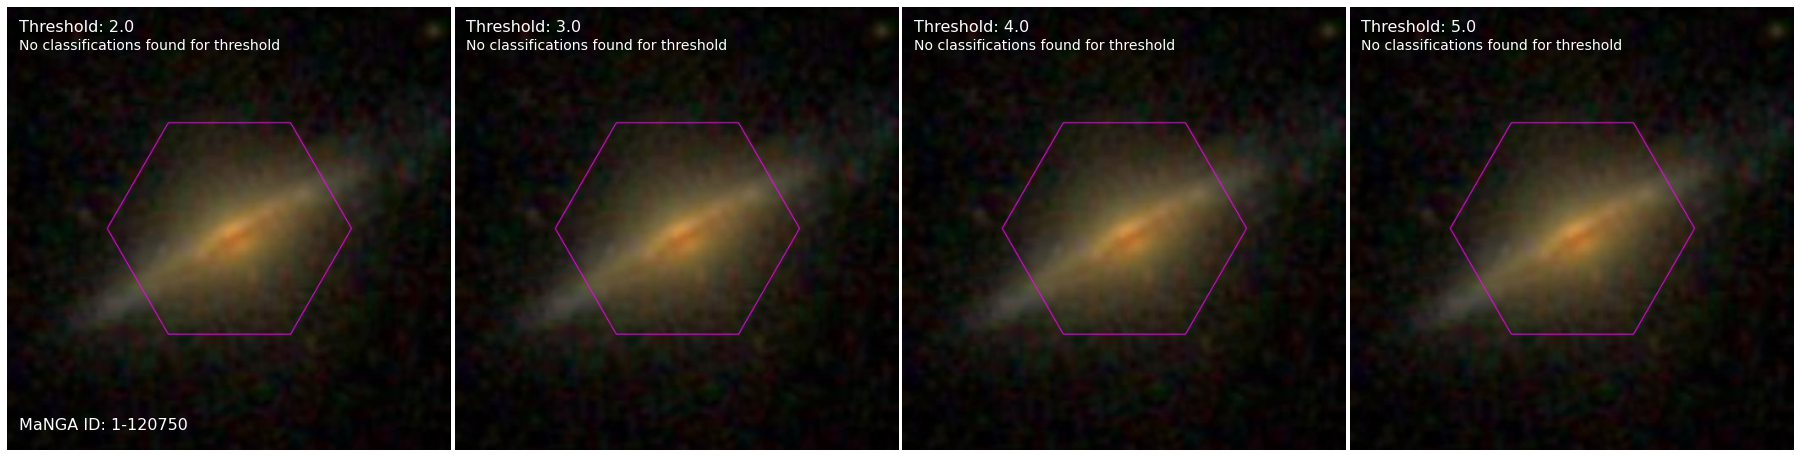 Threshold: 2.0
No classifications found for threshold
MaNGA ID: 1-120750
Threshold: 3.0
No classifications found for threshold
Threshold: 4.0
No classifications found for threshold
Threshold: 5.0
No classifications found for threshold